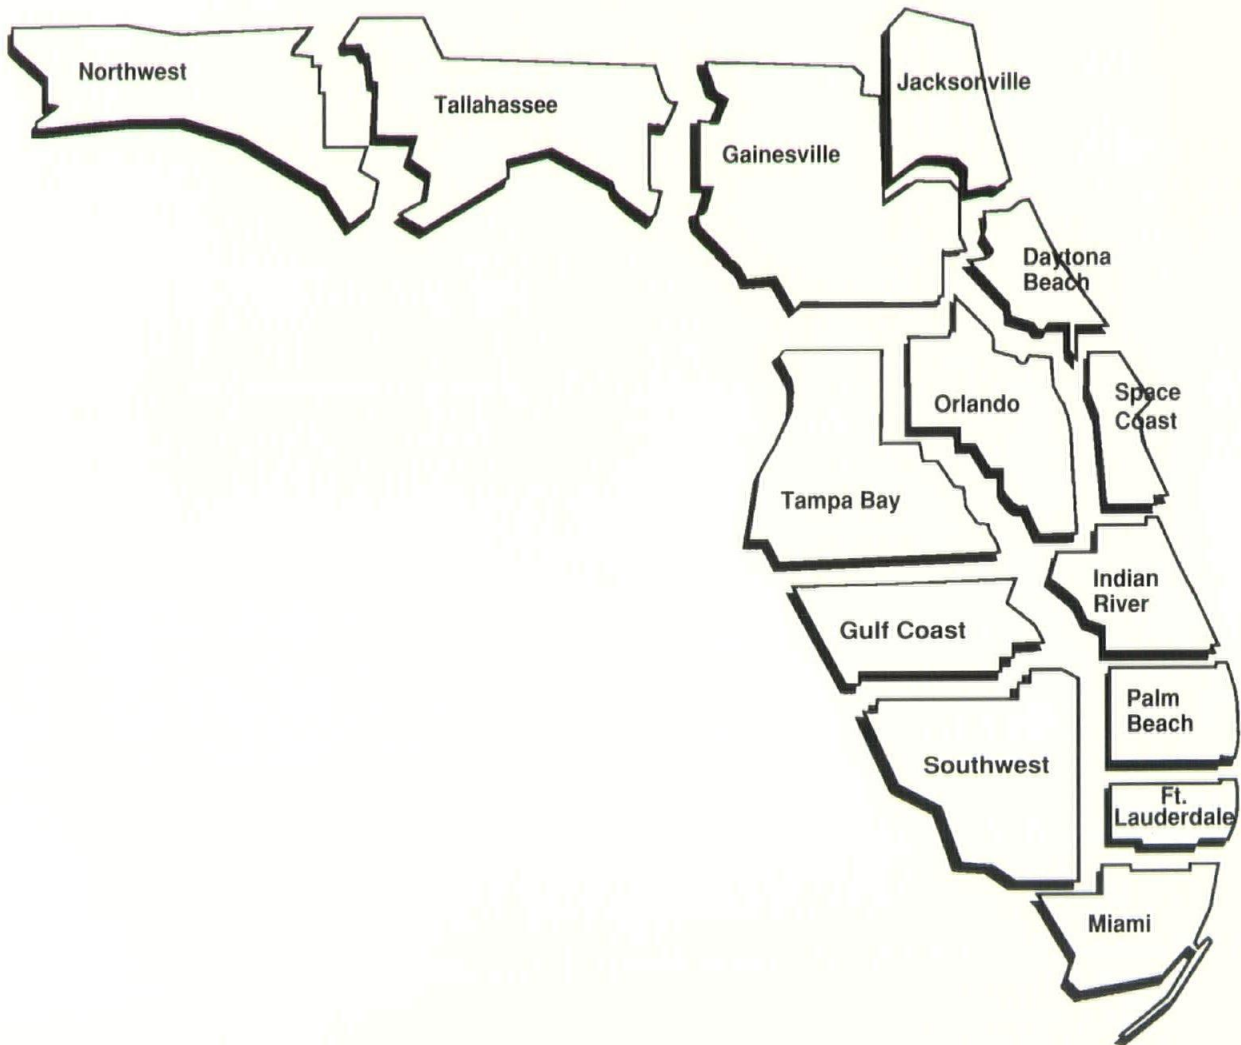 Northwest
Tallahassee
Jacksonville
Gainesville
Daytona
Beach
Orlando
Space
Coast
Tampa Bay
Indian
River
Gulf Coast
Palm
Beach
Southwest
Ft.
Lauderdale
Miami